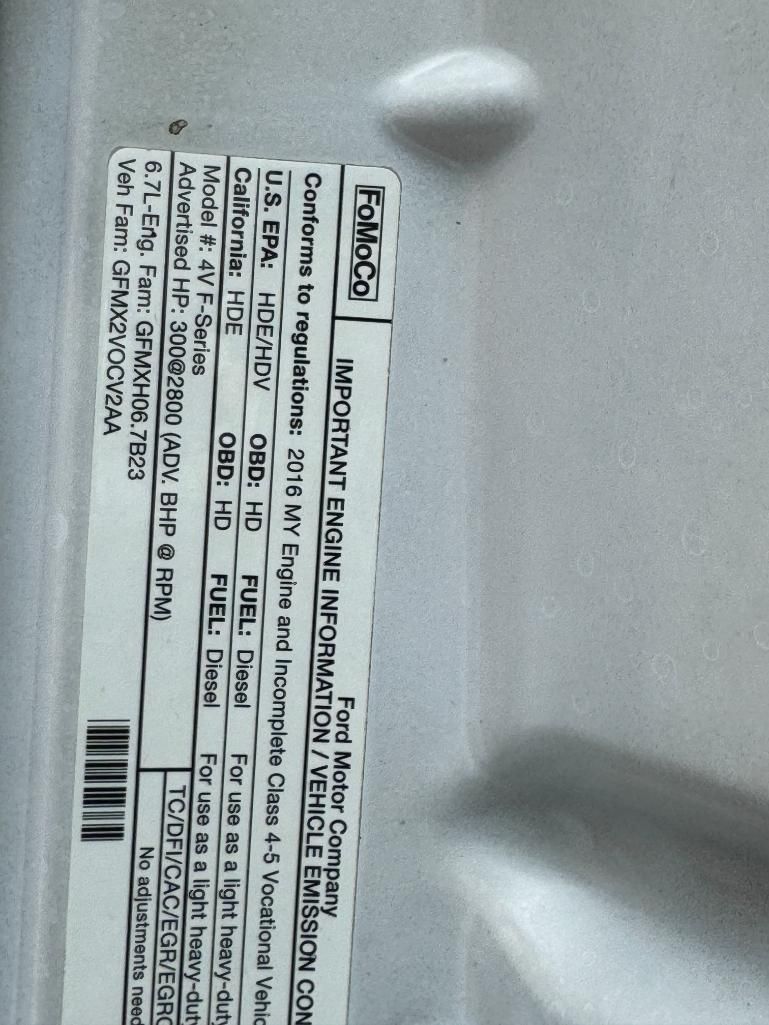 FoMoCo
Ford Motor Company
IMPORTANT ENGINE INFORMATION / VEHICLE EMISSION CON
Conforms to regulations: 2016 MY Engine and Incomplete Class 4-5 Vocational Vehic
U.S. EPA: HDE/HDV OBD: HD FUEL: Diesel For use as a light heavy-duty
California: HDE OBD: HD FUEL: Diesel For use as a light heavy-duty
Model #: 4V F-Series
Advertised HP: 300@2800 (ADV. BHP @ RPM)
TC/DFI/CAC/EGR/EGRC
6.7L-Eng. Fam: GFMXH06.7B23
No adjustments need
Veh Fam: GFMX2VOCV2AA